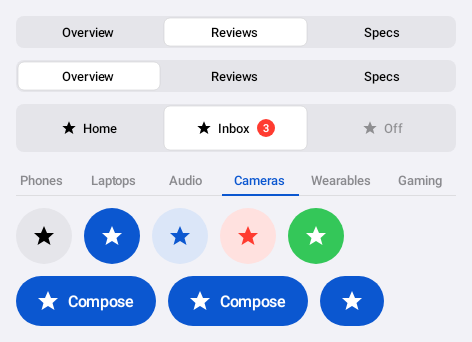 Overview Reviews Specs
Overview Reviews Specs
Home Inbox 3 Off
Phones Laptops Audio Cameras Wearables Gaming
Compose Compose